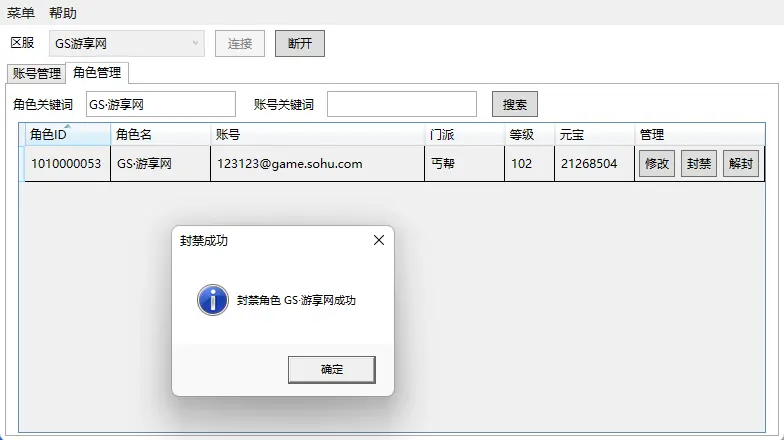 菜单 帮助
区服 GS游享网 连接 断开
账号管理 角色管理
角色关键词 GS·游享网 账号关键词 搜索
角色ID 角色名 账号 门派 等级 元宝 管理
1010000053 GS·游享网 123123@game.sohu.com 丐帮 102 21268504 修改 封禁 解封
封禁成功
封禁角色 GS·游享网成功
确定